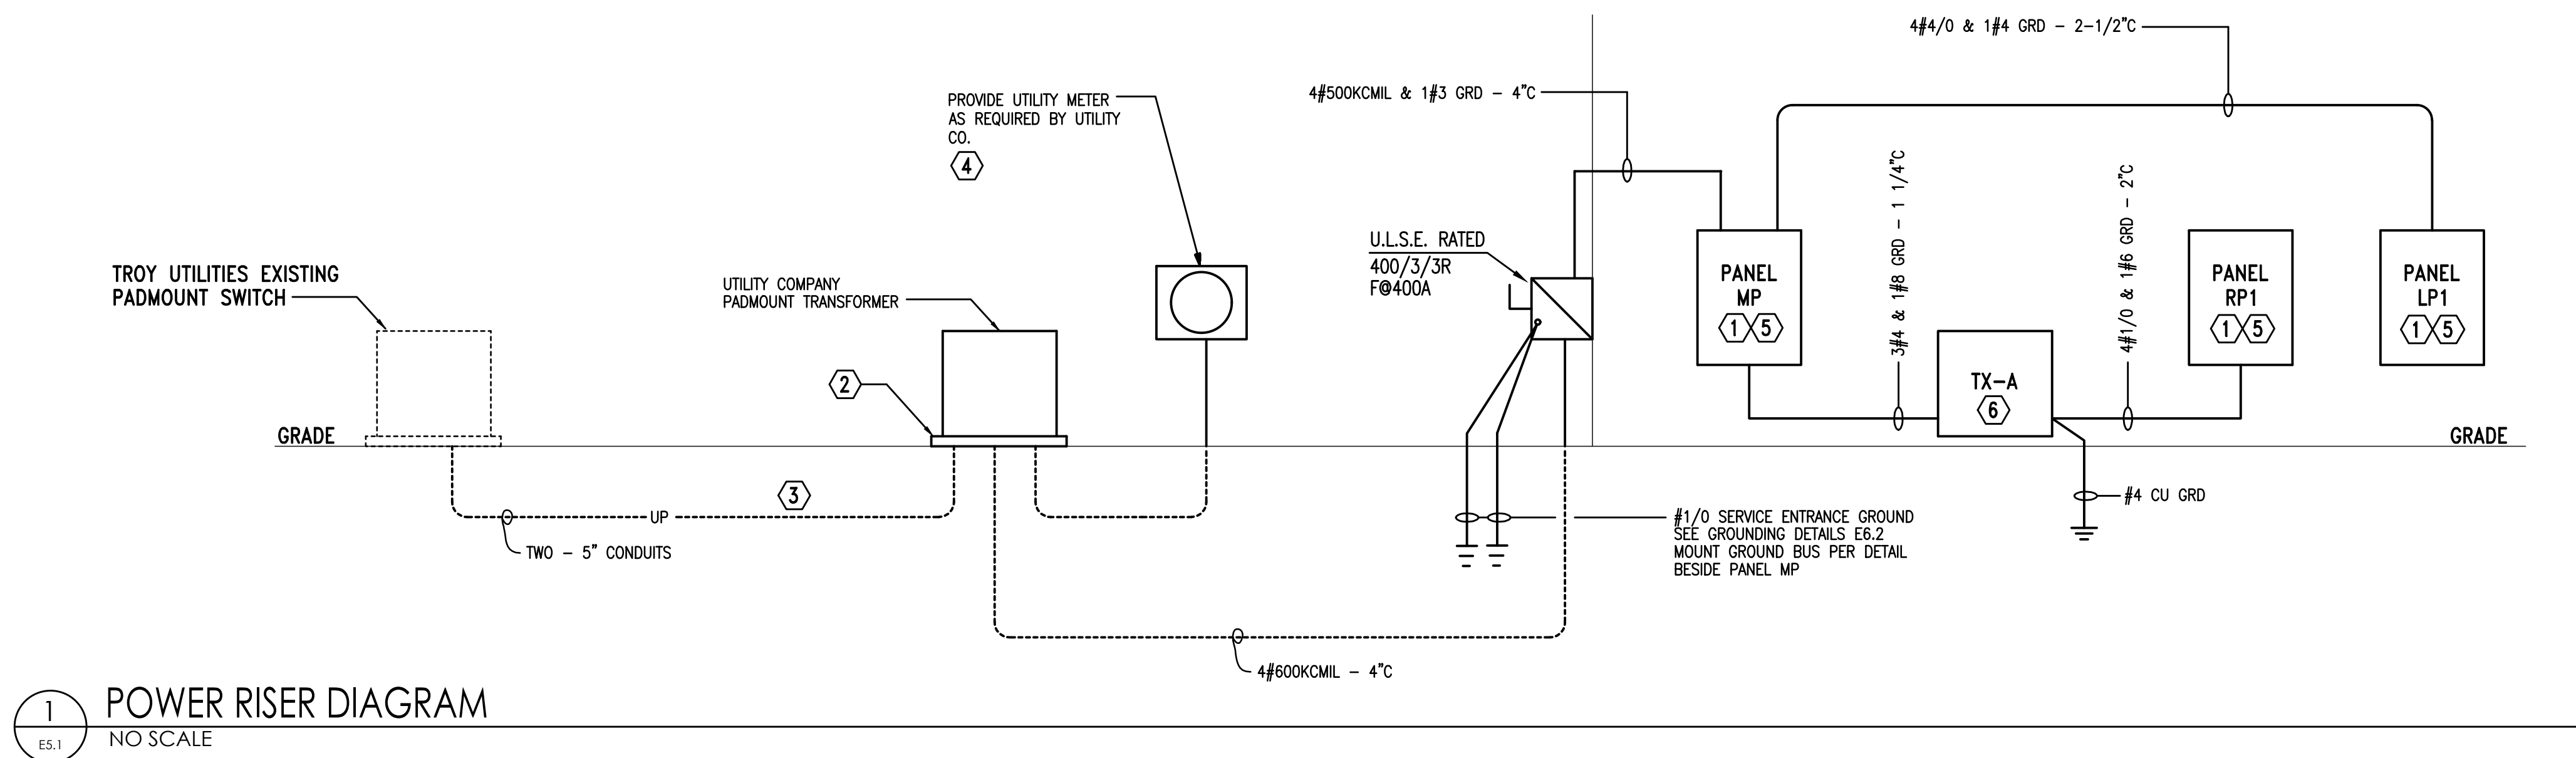 4#4/0 & 1#4 GRD - 2-1/2"C
4#500KCMIL & 1#3 GRD - 4"C
PROVIDE UTILITY METER
AS REQUIRED BY UTILITY
CO.
4
3#4 & 1#8 GRD - 1 1/4"C
4#1/0 & 1#6 GRD - 2"C
U.L.S.E. RATED
400/3/3R
F@400A
TROY UTILITIES EXISTING
PADMOUNT SWITCH
UTILITY COMPANY
PADMOUNT TRANSFORMER
PANEL
MP
1 5
PANEL
RP1
1 5
PANEL
LP1
1 5
TX-A
6
2
GRADE
GRADE
3
UP
TWO - 5" CONDUITS
#4 CU GRD
#1/0 SERVICE ENTRANCE GROUND
SEE GROUNDING DETAILS E6.2
MOUNT GROUND BUS PER DETAIL
BESIDE PANEL MP
4#600KCMIL - 4"C
1
E5.1
POWER RISER DIAGRAM
NO SCALE